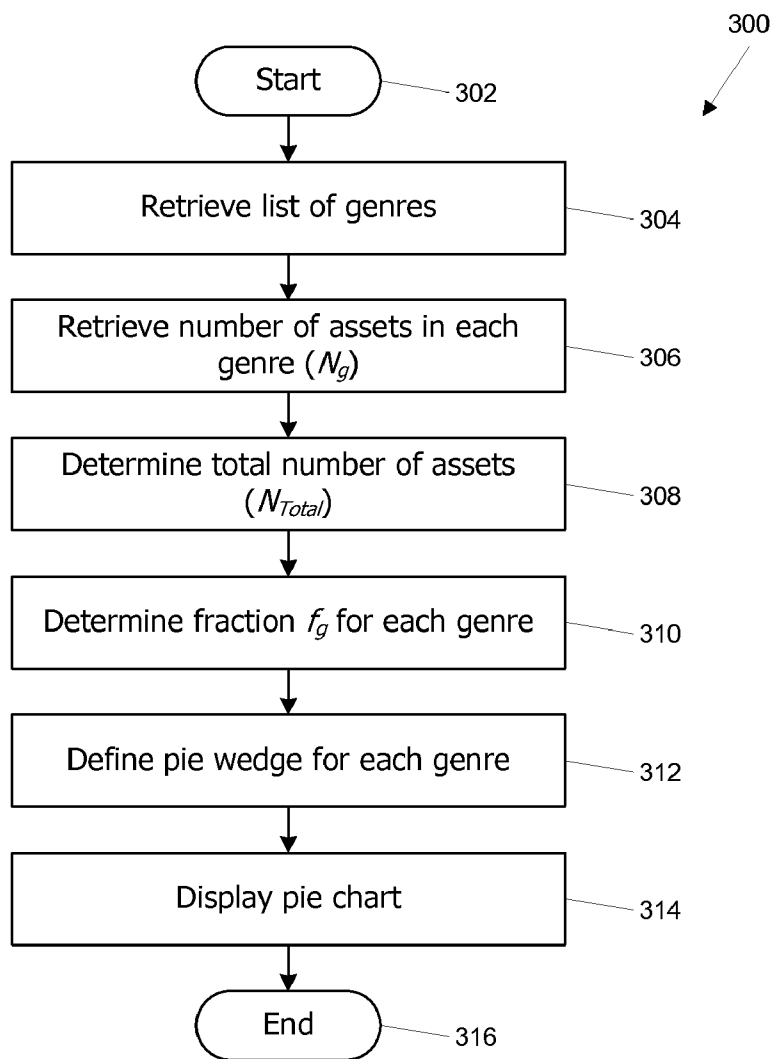 300
Start
302
Retrieve list of genres
304
Retrieve number of assets in each
genre (Ng)
306
Determine total number of assets
(NTotal)
308
Determine fraction fg for each genre
310
Define pie wedge for each genre
312
Display pie chart
314
End
316